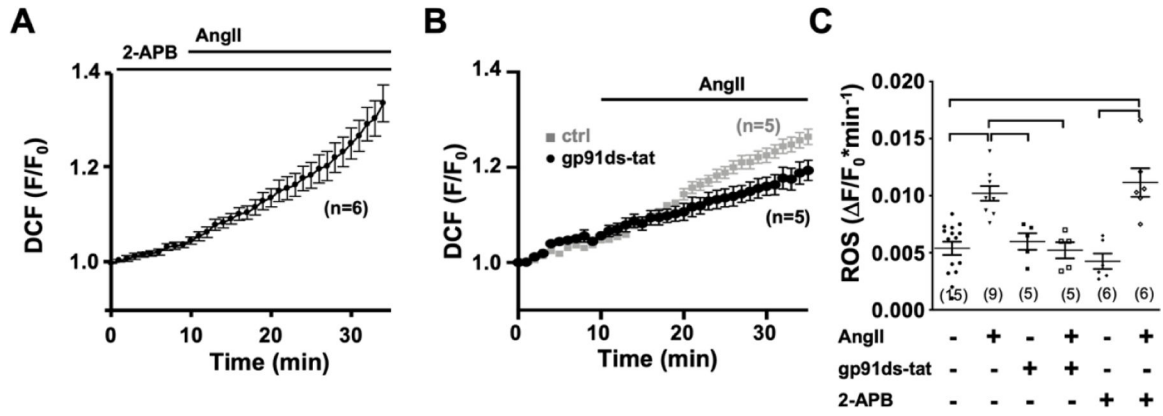 A
AngII
2-APB
DCF (F/F0)
1.4
1.2
1.0
(n=6)
0 10 20 30
Time (min)
B
AngII
DCF (F/F0)
1.4
1.2
1.0
ctrl
gp91ds-tat
(n=5)
(n=5)
0 10 20 30
Time (min)
C
ROS (ΔF/F0*min-1)
0.020
0.015
0.010
0.005
0.000
(15) (9) (5) (5) (6) (6)
AngII - + - + - +
gp91ds-tat - - + + - -
2-APB - - - - + +